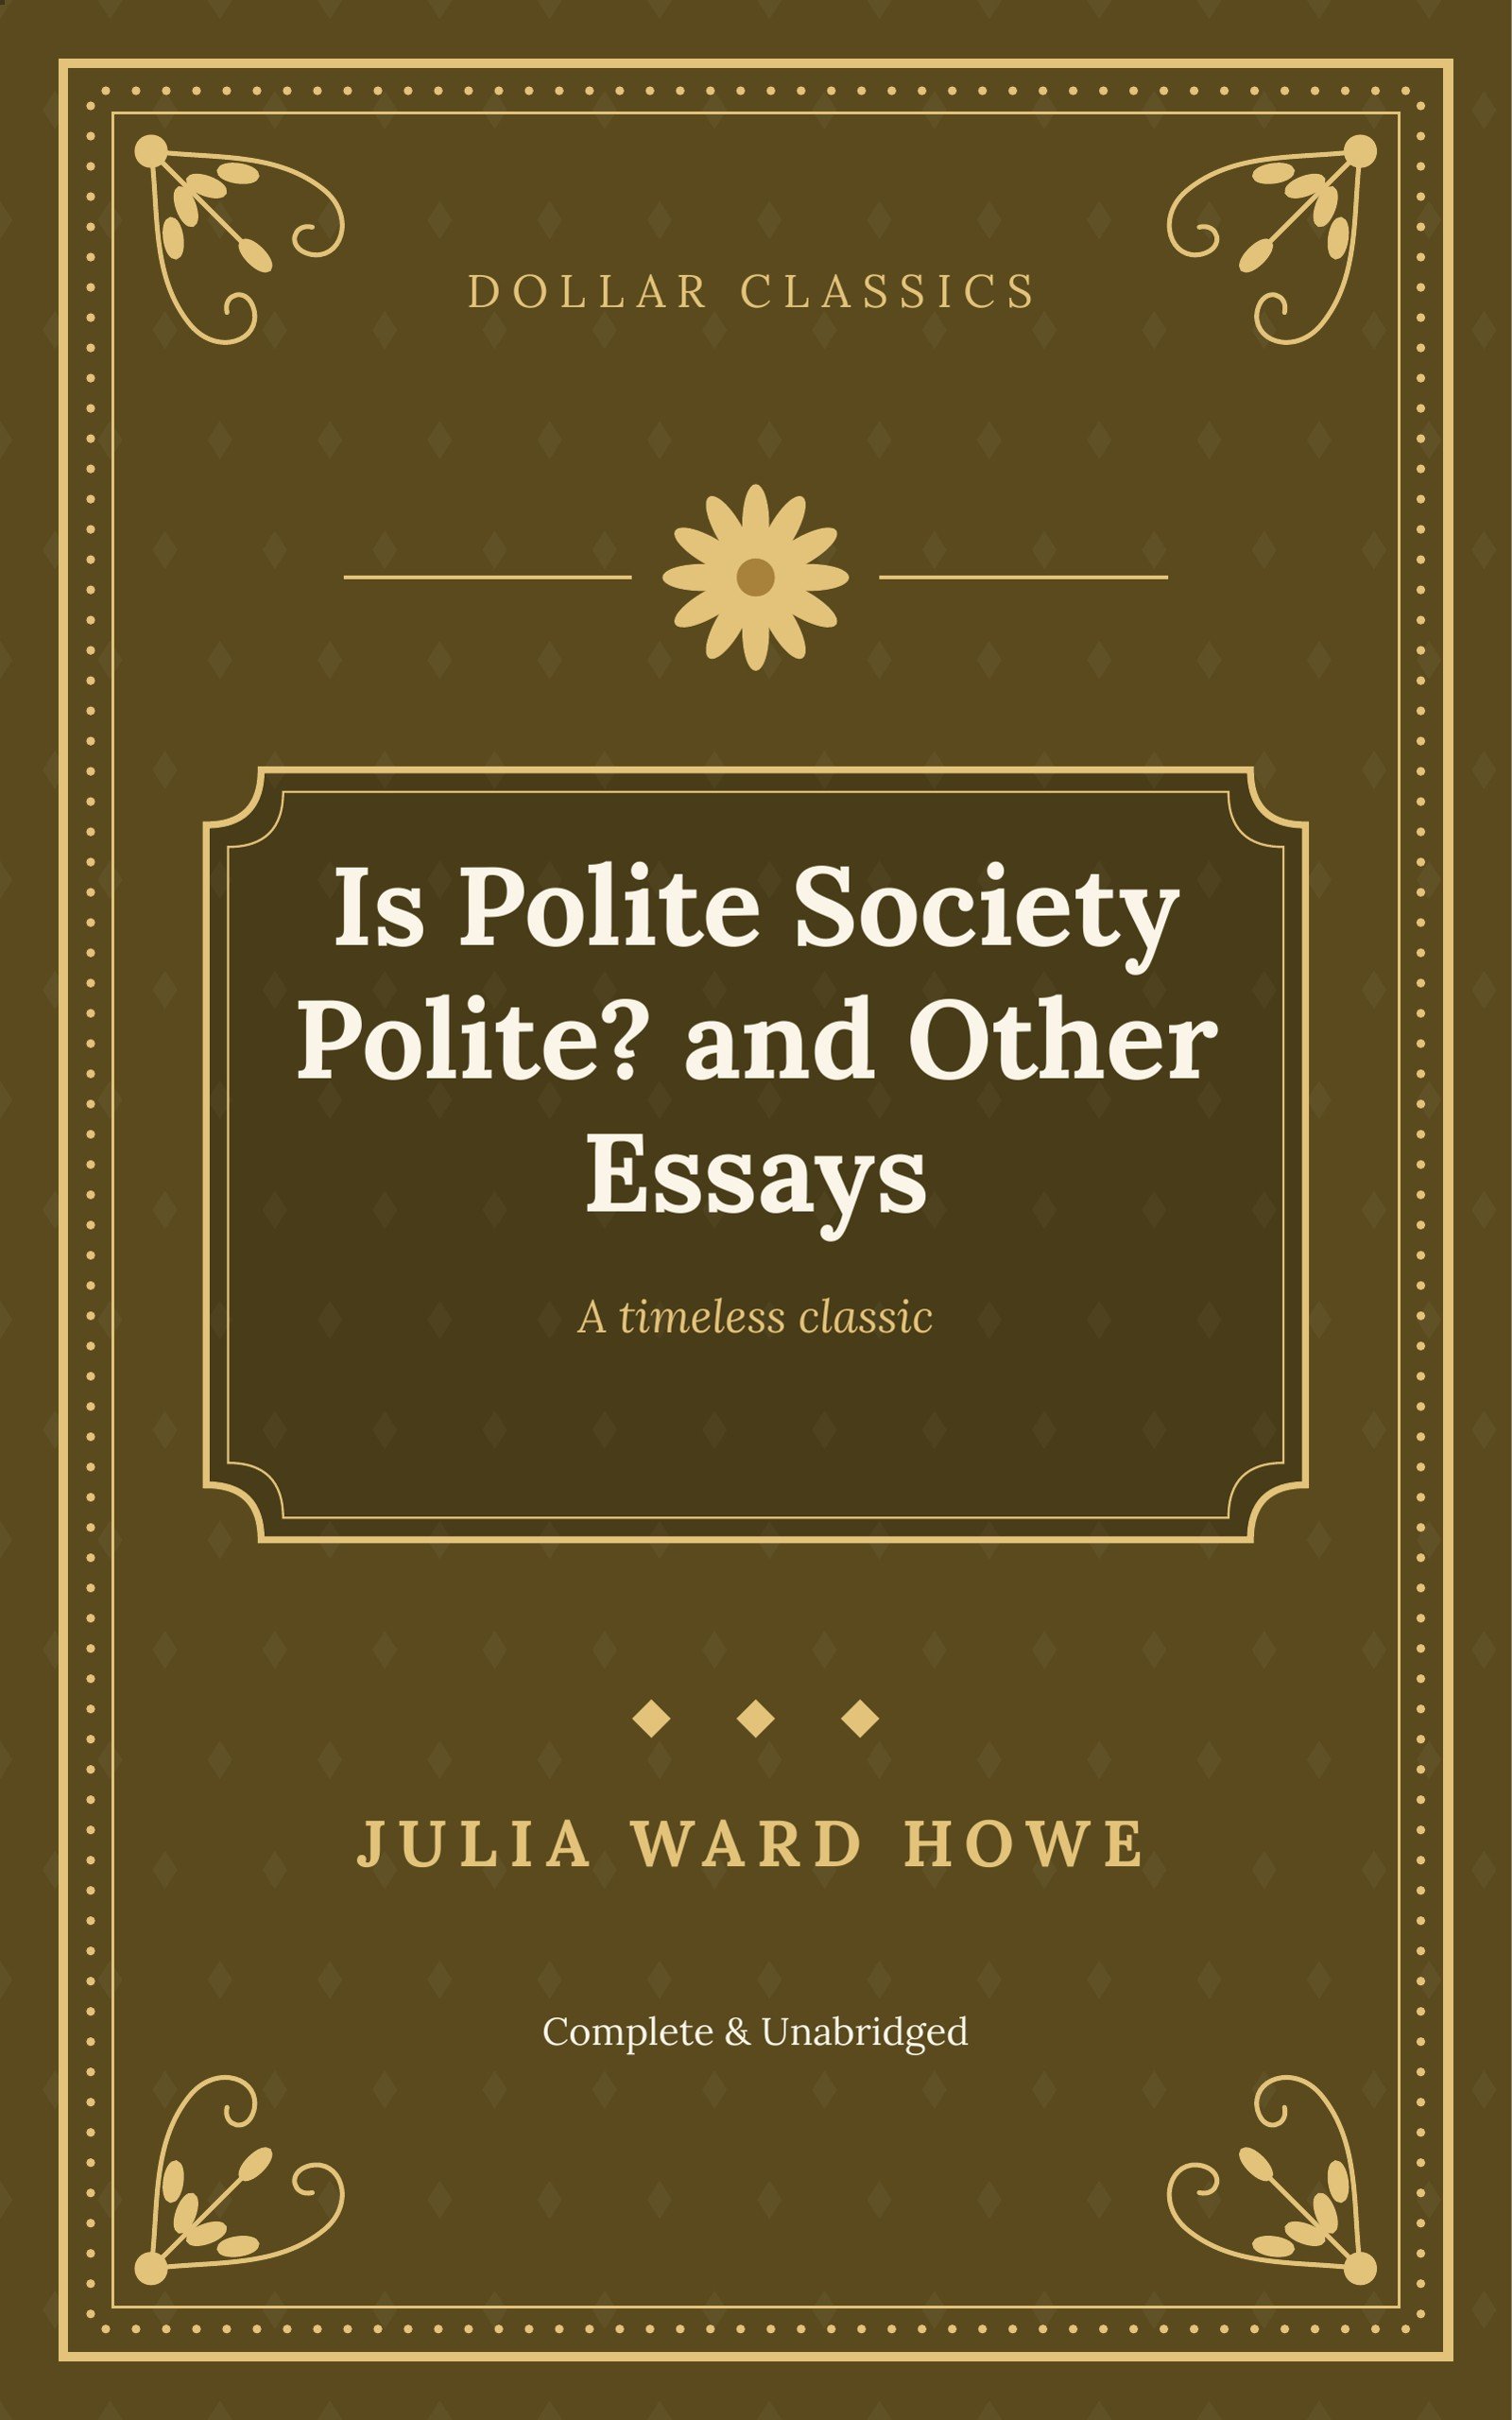 DOLLAR CLASSICS
Is Polite Society
Polite? and Other
Essays
A timeless classic
JULIA WARD HOWE
Complete & Unabridged